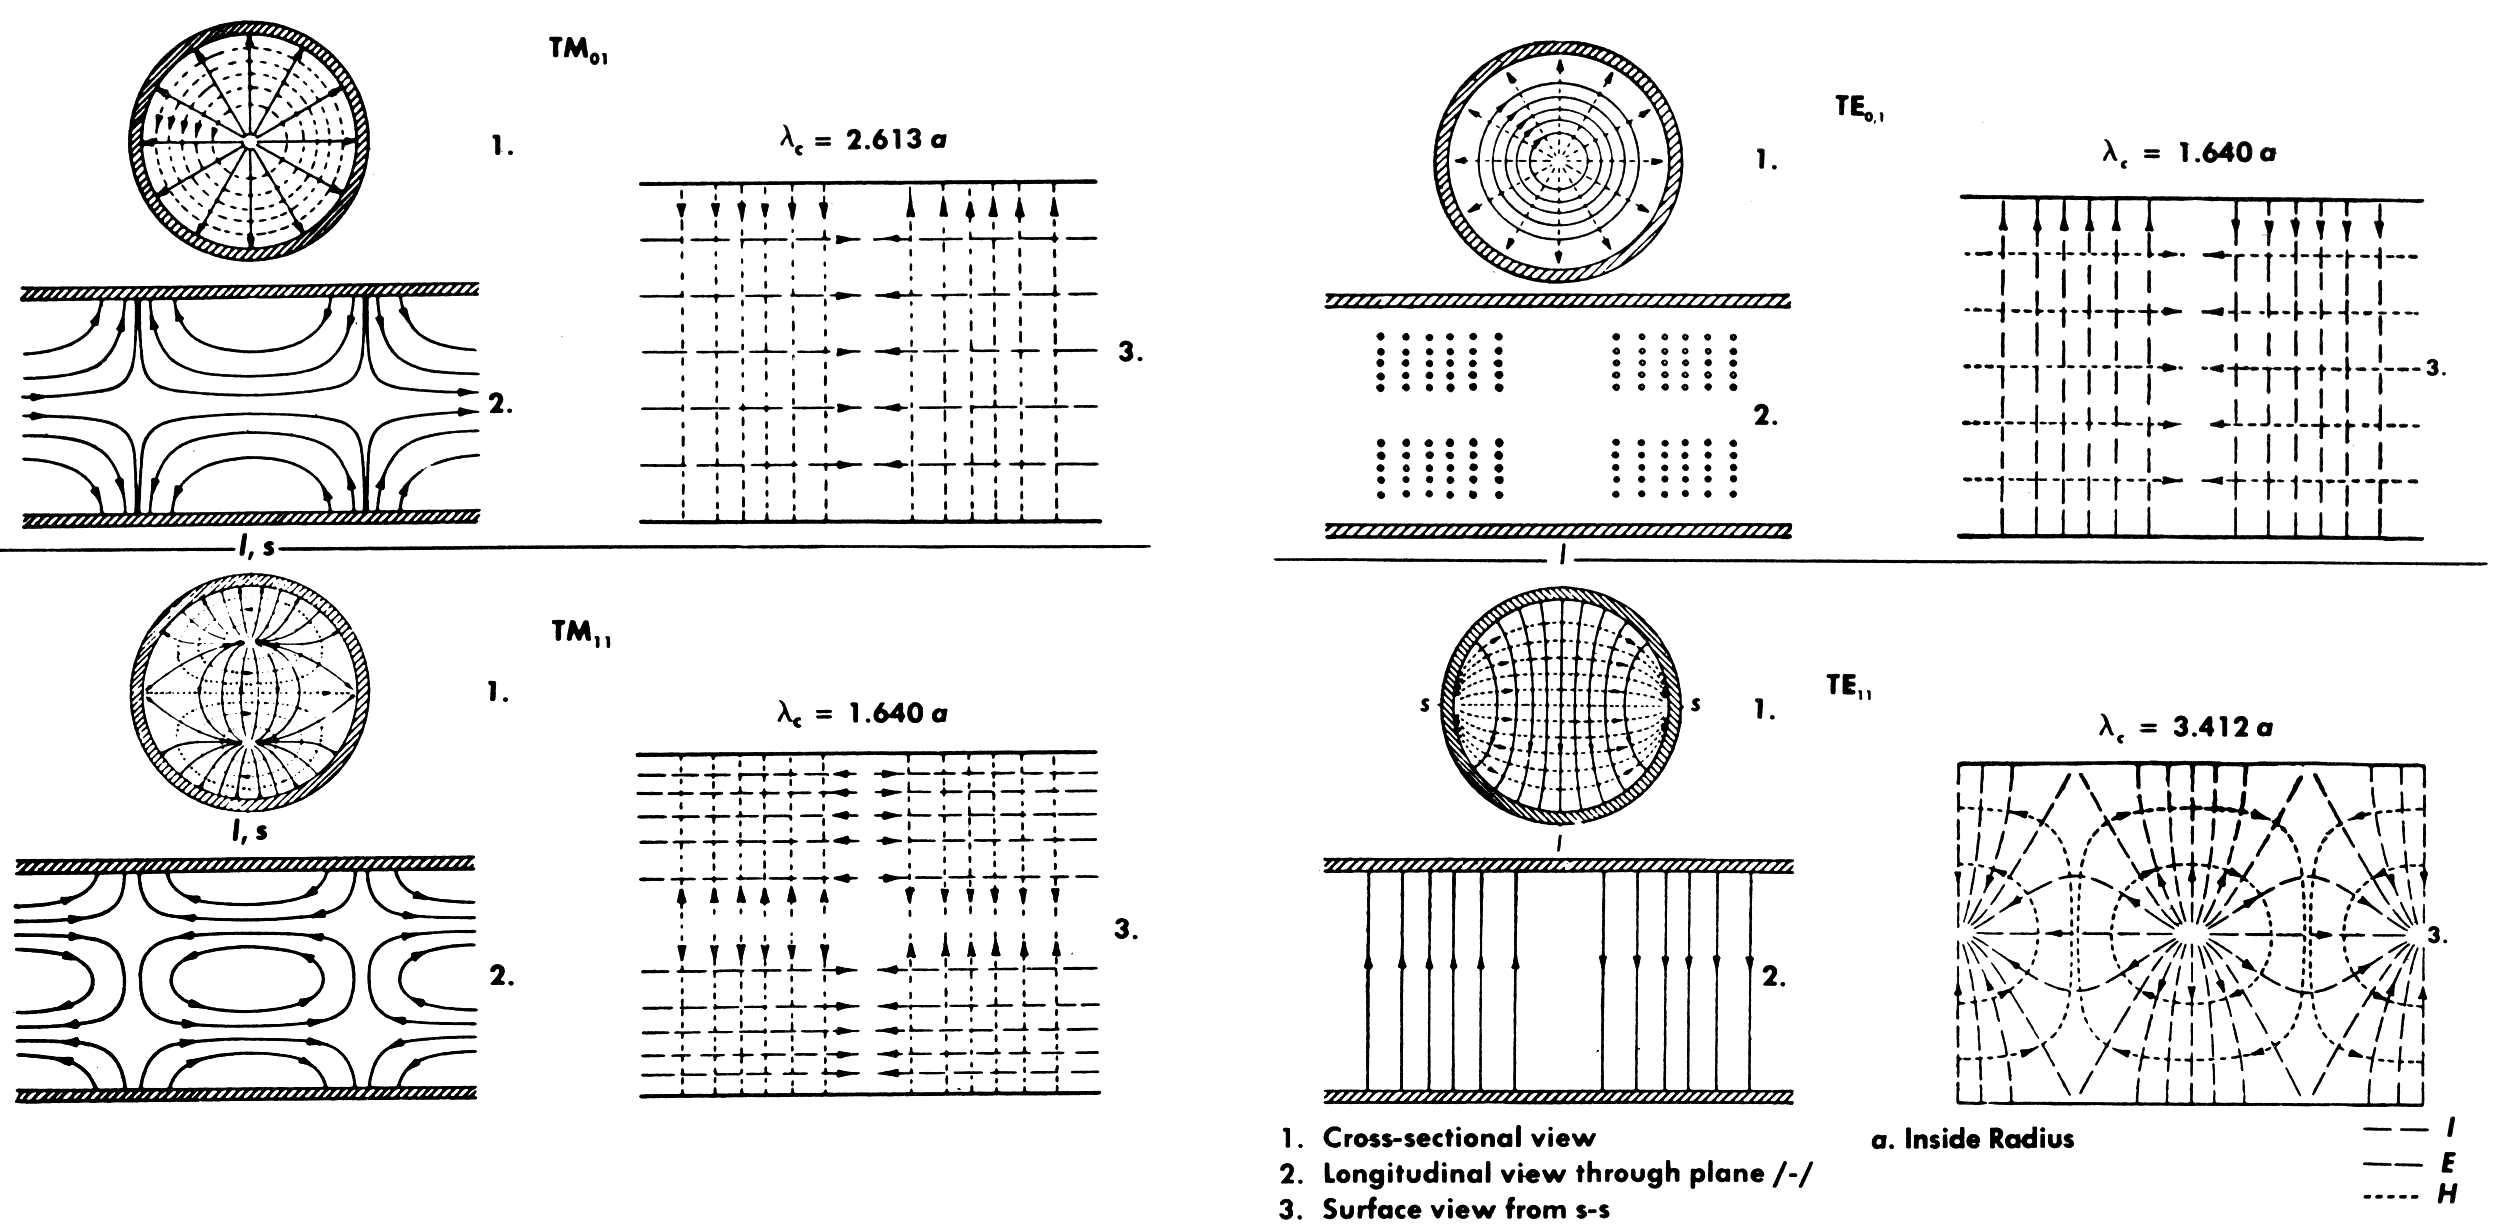 TM01
1.
λc = 2.613 a
2.
3.
l, s
TM11
1.
l, s
λc = 1.640 a
2.
3.
TE0,1
1.
λc = 1.640 a
2.
3.
l
TE11
s
s
1.
l
λc = 3.412 a
2.
3.
1. Cross-sectional view
2. Longitudinal view through plane l-l
3. Surface view from s-s
a. Inside Radius
I
E
H